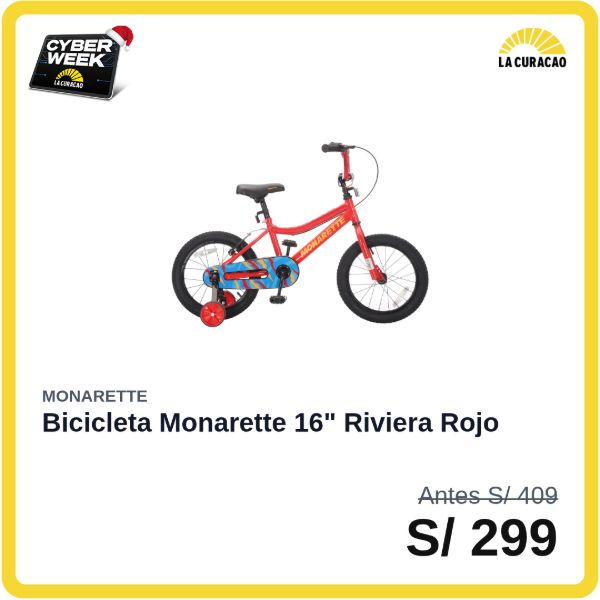 CYBER
WEEK
LA CURACAO
LA CURACAO
MONARETTE
MONARETTE
Bicicleta Monarette 16" Riviera Rojo
Antes S/ 409
S/ 299